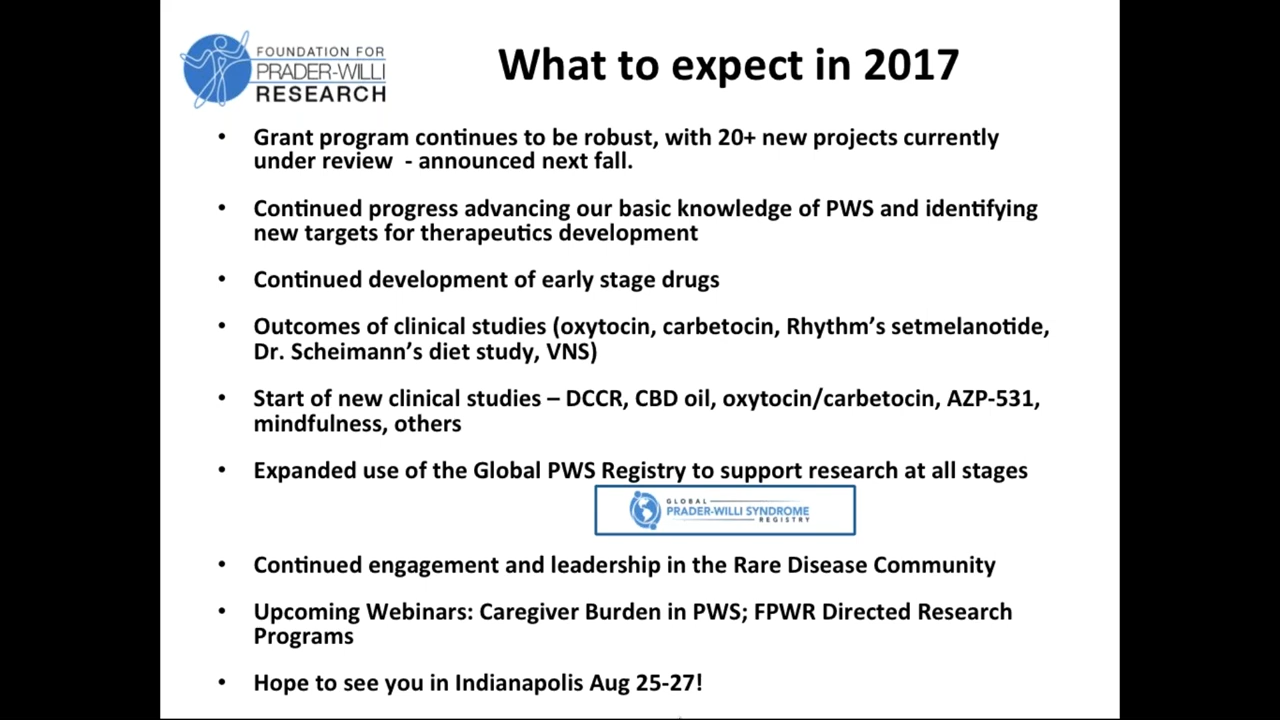 FOUNDATION FOR
PRADER-WILLI
RESEARCH
What to expect in 2017
• Grant program continues to be robust, with 20+ new projects currently
under review - announced next fall.
• Continued progress advancing our basic knowledge of PWS and identifying
new targets for therapeutics development
• Continued development of early stage drugs
• Outcomes of clinical studies (oxytocin, carbetocin, Rhythm's setmelanotide,
Dr. Scheimann's diet study, VNS)
• Start of new clinical studies – DCCR, CBD oil, oxytocin/carbetocin, AZP-531,
mindfulness, others
• Expanded use of the Global PWS Registry to support research at all stages
GLOBAL
PRADER-WILLI SYNDROME
REGISTRY
• Continued engagement and leadership in the Rare Disease Community
• Upcoming Webinars: Caregiver Burden in PWS; FPWR Directed Research
Programs
• Hope to see you in Indianapolis Aug 25-27!